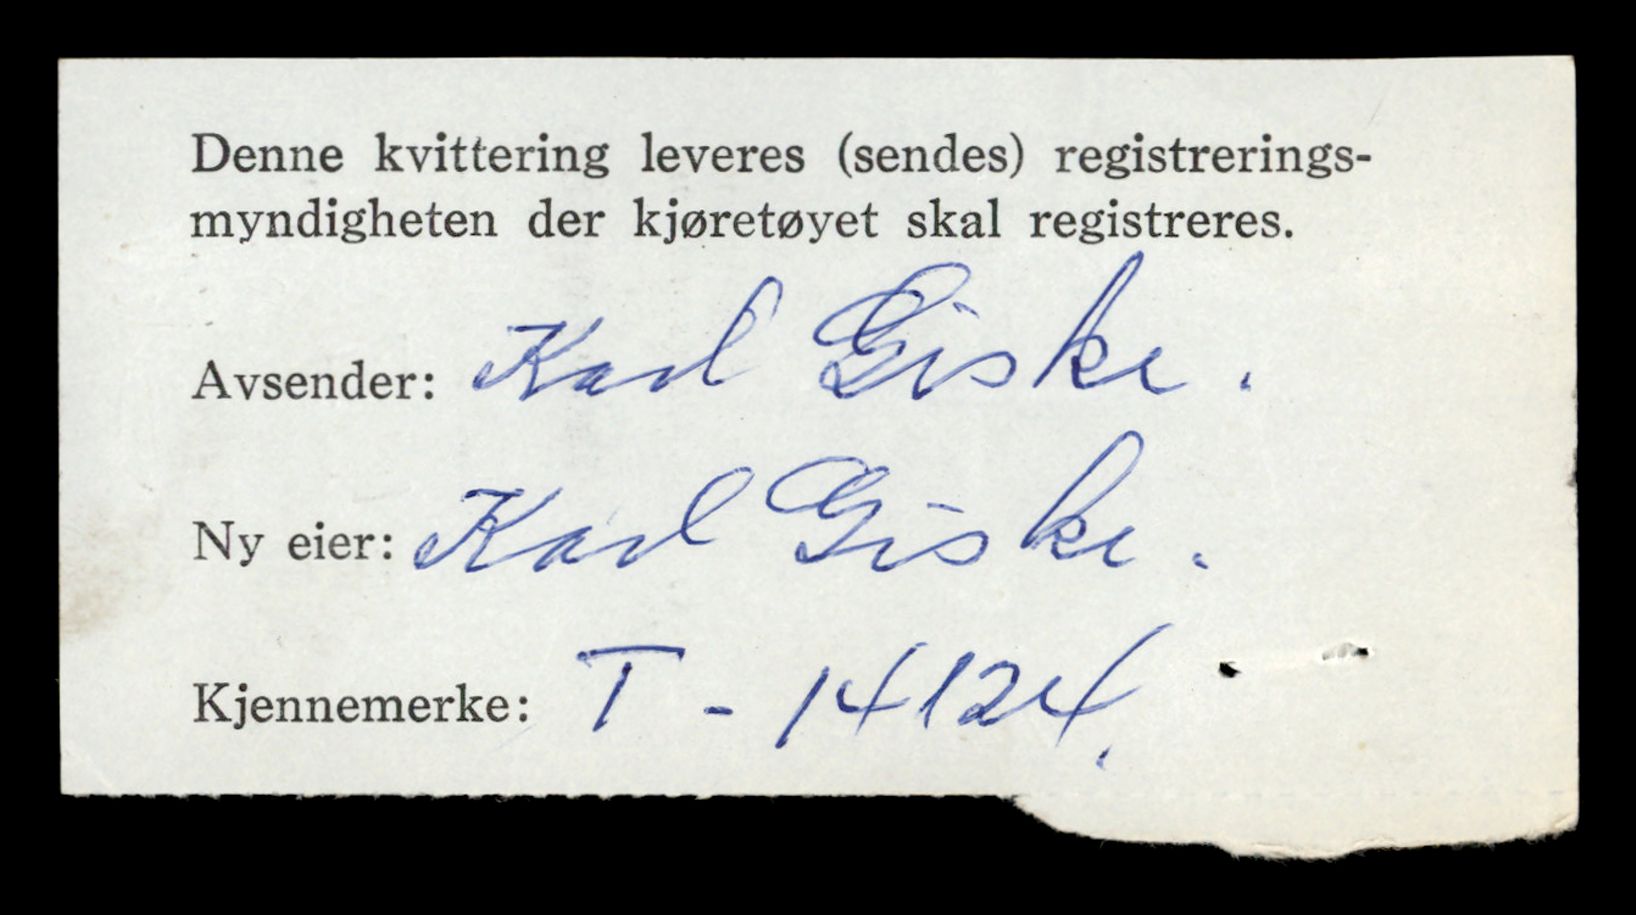 Denne kvittering leveres (sendes) registrerings-
myndigheten der kjøretøyet skal registreres.
Avsender: Karl Giske.
Ny eier: Karl Giske.
Kjennemerke: T - 14124.